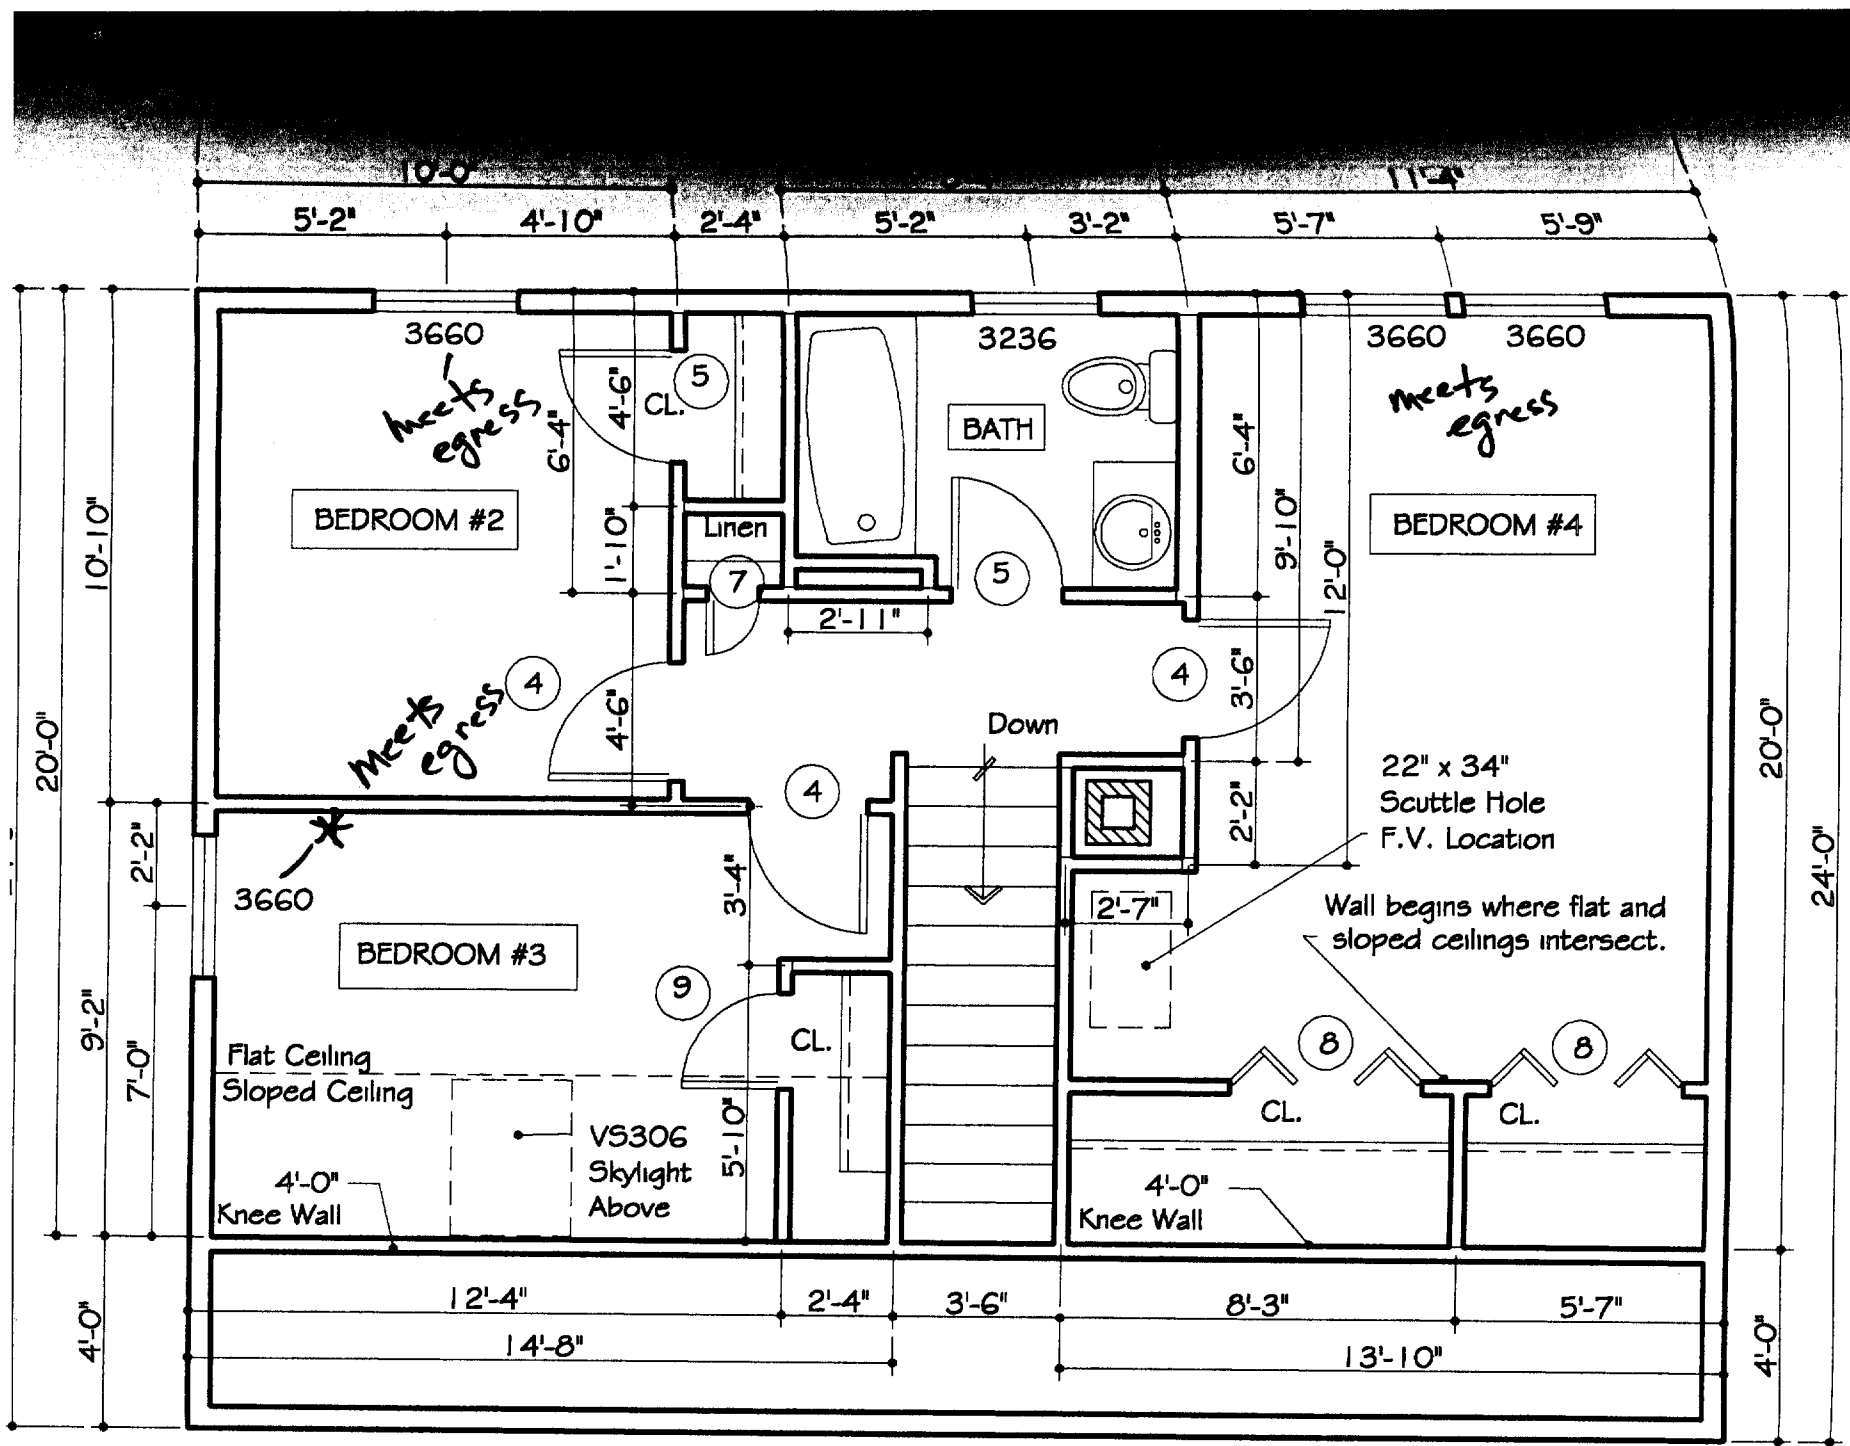 10'-0"
11'-4"
5'-2" 4'-10" 2'-4" 5'-2" 3'-2" 5'-7" 5'-9"
3660 3236 3660 3660
meets
egress
meets
egress
5
CL.
4'-6"
6'-4"
BATH
6'-4"
BEDROOM #2
BEDROOM #4
Linen
10'-10"
1'-10"
7
5
9'-10"
12'-0"
2'-11"
4
4
3'-6"
Meets
egress
4'-6"
Down
20'-0"
20'-0"
4
22" x 34"
Scuttle Hole
F.V. Location
2'-2"
2'-2"
24'-0"
3660
3'-4"
2'-7"
Wall begins where flat and
sloped ceilings intersect.
BEDROOM #3
9
9'-2"
7'-0"
CL.
8
8
Flat Ceiling
Sloped Ceiling
CL.
CL.
VS306
Skylight
Above
5'-10"
4'-0"
Knee Wall
4'-0"
Knee Wall
12'-4" 2'-4" 3'-6" 8'-3" 5'-7"
4'-0"
4'-0"
14'-8"
13'-10"